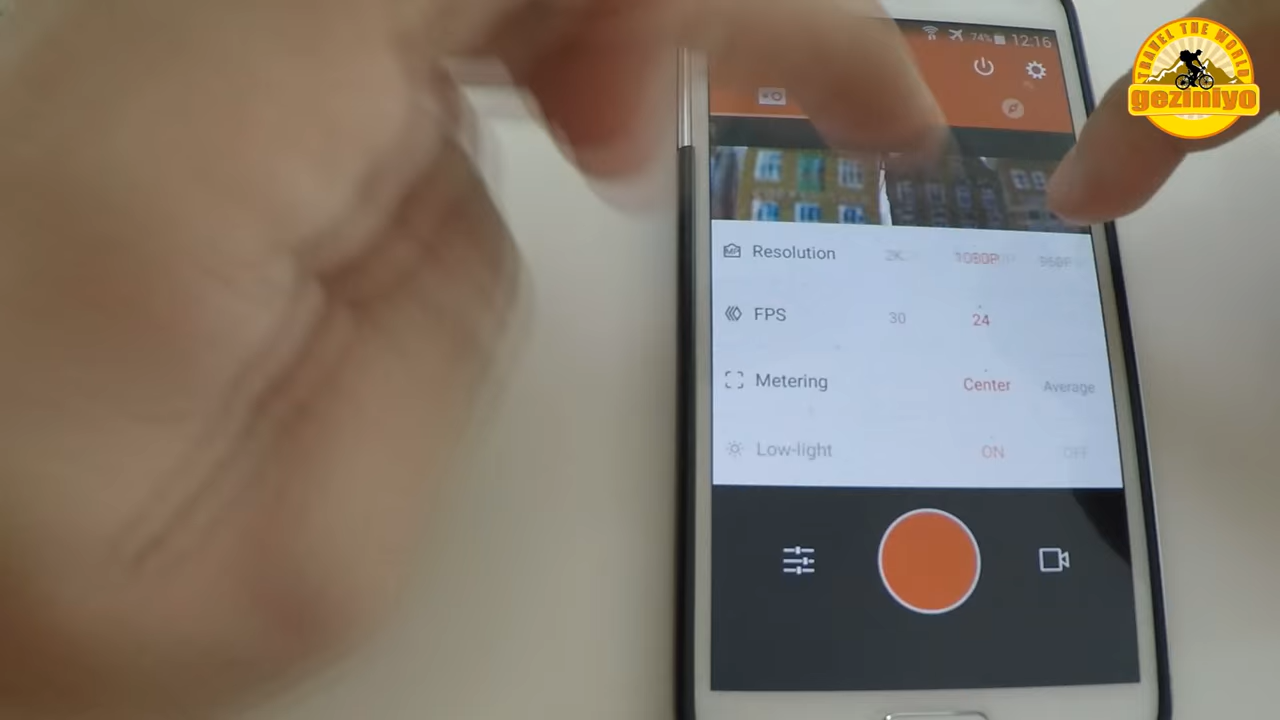 74% 12:16
TRAVEL THE WORLD
geziniyo
Resolution 2K 1080P 960P
FPS 30 24
Metering Center Average
Low-light ON OFF